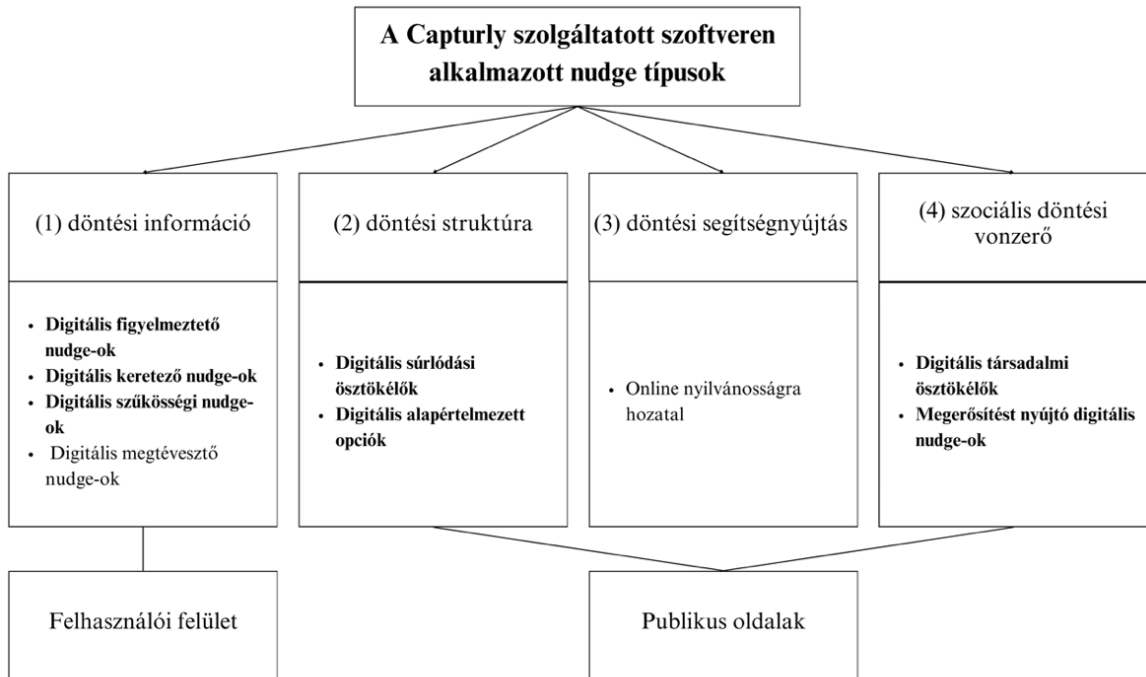 A Capturly szolgáltatott szoftveren
alkalmazott nudge típusok
(1) döntési információ
(2) döntési struktúra
(3) döntési segítségnyújtás
(4) szociális döntési
vonzerő
• Digitális figyelmeztető
nudge-ok
• Digitális keretező nudge-ok
• Digitális szűkösségi nudge-
ok
• Digitális megtévesztő
nudge-ok
• Digitális súrlódási
ösztökélők
• Digitális alapértelmezett
opciók
• Online nyilvánosságra
hozatal
• Digitális társadalmi
ösztökélők
• Megerősítést nyújtó digitális
nudge-ok
Felhasználói felület
Publikus oldalak